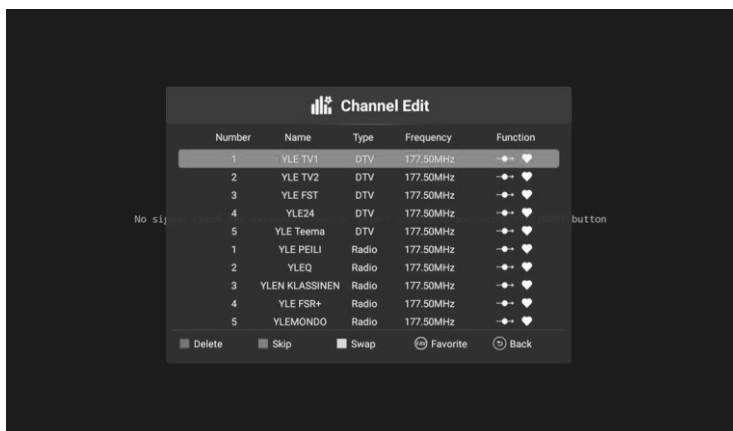 Channel Edit
Number Name Type Frequency Function
1 YLE TV1 DTV 177.50MHz
2 YLE TV2 DTV 177.50MHz
3 YLE FST DTV 177.50MHz
4 YLE24 DTV 177.50MHz
No sig button
5 YLE Teema DTV 177.50MHz
1 YLE PEILI Radio 177.50MHz
2 YLEQ Radio 177.50MHz
3 YLEN KLASSINEN Radio 177.50MHz
4 YLE FSR+ Radio 177.50MHz
5 YLEMONDO Radio 177.50MHz
Delete Skip Swap FAV Favorite Back